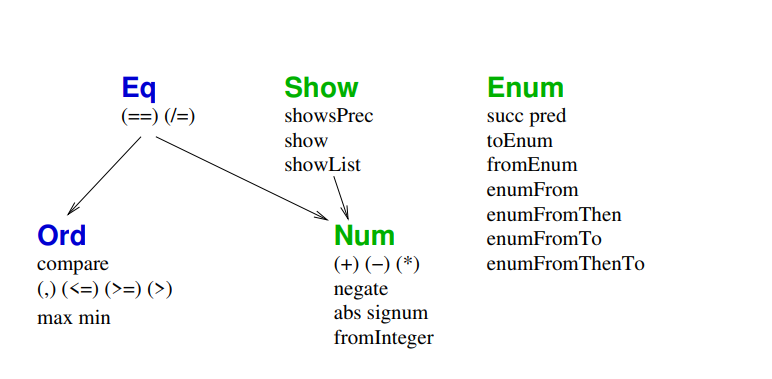 Eq
(==) (/=)
Show
showsPrec
show
showList
Enum
succ pred
toEnum
fromEnum
enumFrom
enumFromThen
enumFromTo
enumFromThenTo
Ord
compare
(,) (<=) (>=) (>)
max min
Num
(+) (−) (*)
negate
abs signum
fromInteger